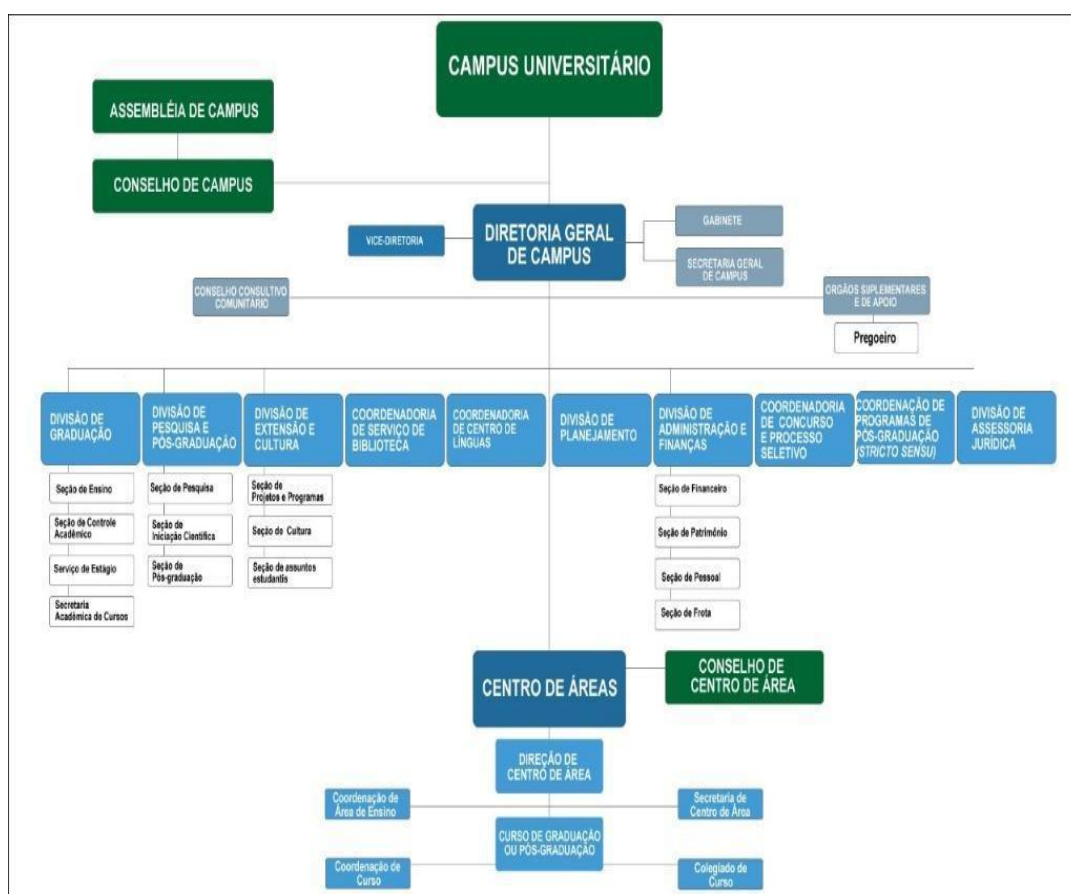 CAMPUS UNIVERSITÁRIO
ASSEMBLÉIA DE CAMPUS
CONSELHO DE CAMPUS
VICE-DIRETORIA
DIRETORIA GERAL
DE CAMPUS
GABINETE
SECRETARIA GERAL
DE CAMPUS
CONSELHO CONSULTIVO
COMUNITÁRIO
ORGÃOS SUPLEMENTARES
E DE APOIO
Pregoeiro
DIVISÃO DE
GRADUAÇÃO
DIVISÃO DE
PESQUISA E
PÓS-GRADUAÇÃO
DIVISÃO DE
EXTENSÃO E
CULTURA
COORDENADORIA
DE SERVIÇO DE
BIBLIOTECA
COORDENADORIA
DE CENTRO DE
LÍNGUAS
DIVISÃO
DE PLANEJAMENTO
DIVISÃO DE
ADMINISTRAÇÃO E
FINANÇAS
COORDENADORIA
DE CONCURSO
E PROCESSO
SELETIVO
COORDENAÇÃO DE
PROGRAMAS DE
PÓS-GRADUAÇÃO
(STRICTO SENSU)
DIVISÃO DE
ASSESSORIA
JURÍDICA
Seção de Ensino
Seção de Controle
Acadêmico
Serviço de Estágio
Secretaria
Acadêmica de Cursos
Seção de Pesquisa
Seção de
Iniciação Científica
Seção de
Pós-graduação
Seção de
Projetos e Programas
Seção de Cultura
Seção de assuntos
estudantis
Seção de Financeiro
Seção de Patrimônio
Seção de Pessoal
Seção de Frota
CENTRO DE ÁREAS
CONSELHO DE
CENTRO DE ÁREA
DIREÇÃO DE
CENTRO DE ÁREA
Coordenação de
Área de Ensino
Secretaria de
Centro de Área
CURSO DE GRADUAÇÃO
OU PÓS-GRADUAÇÃO
Coordenação de
Curso
Colegiado de
Curso